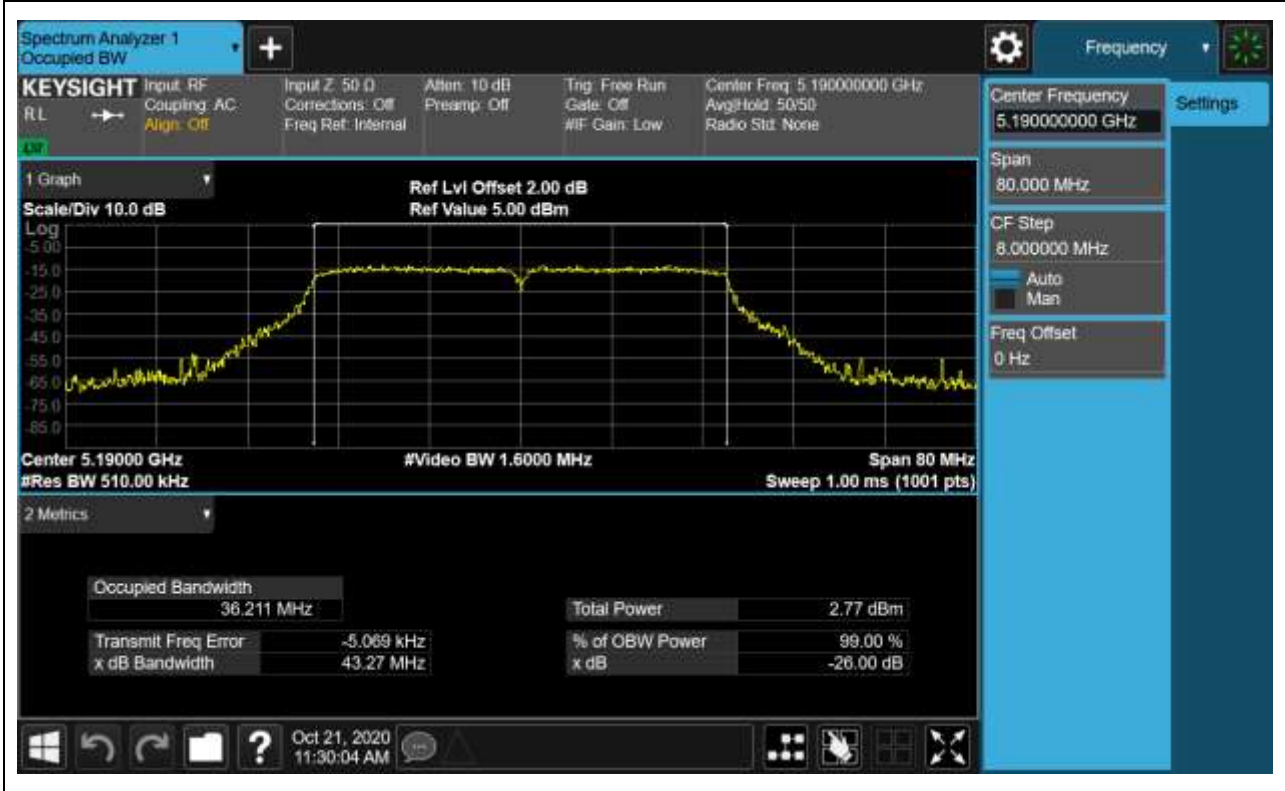 Spectrum Analyzer 1
Occupied BW
+
Frequency
KEYSIGHT
RL
Input: RF
Coupling: AC
Align: Off
Input Z: 50 Ω
Corrections: Off
Freq Ref: Internal
Atten: 10 dB
Preamp: Off
Trig: Free Run
Gate: Off
#IF Gain: Low
Center Freq: 5.190000000 GHz
Avg|Hold: 50/50
Radio Std: None
Center Frequency
5.190000000 GHz
Settings
Span
80.000 MHz
CF Step
8.000000 MHz
Auto
Man
Freq Offset
0 Hz
1 Graph
Scale/Div 10.0 dB
Ref Lvl Offset 2.00 dB
Ref Value 5.00 dBm
Log
-5.00
-15.0
-25.0
-35.0
-45.0
-55.0
-65.0
-75.0
-85.0
Center 5.19000 GHz
#Video BW 1.6000 MHz
Span 80 MHz
#Res BW 510.00 kHz
Sweep 1.00 ms (1001 pts)
2 Metrics
Occupied Bandwidth
36.211 MHz
Total Power 2.77 dBm
Transmit Freq Error -5.069 kHz
% of OBW Power 99.00 %
x dB Bandwidth 43.27 MHz
x dB -26.00 dB
?
Oct 21, 2020
11:30:04 AM